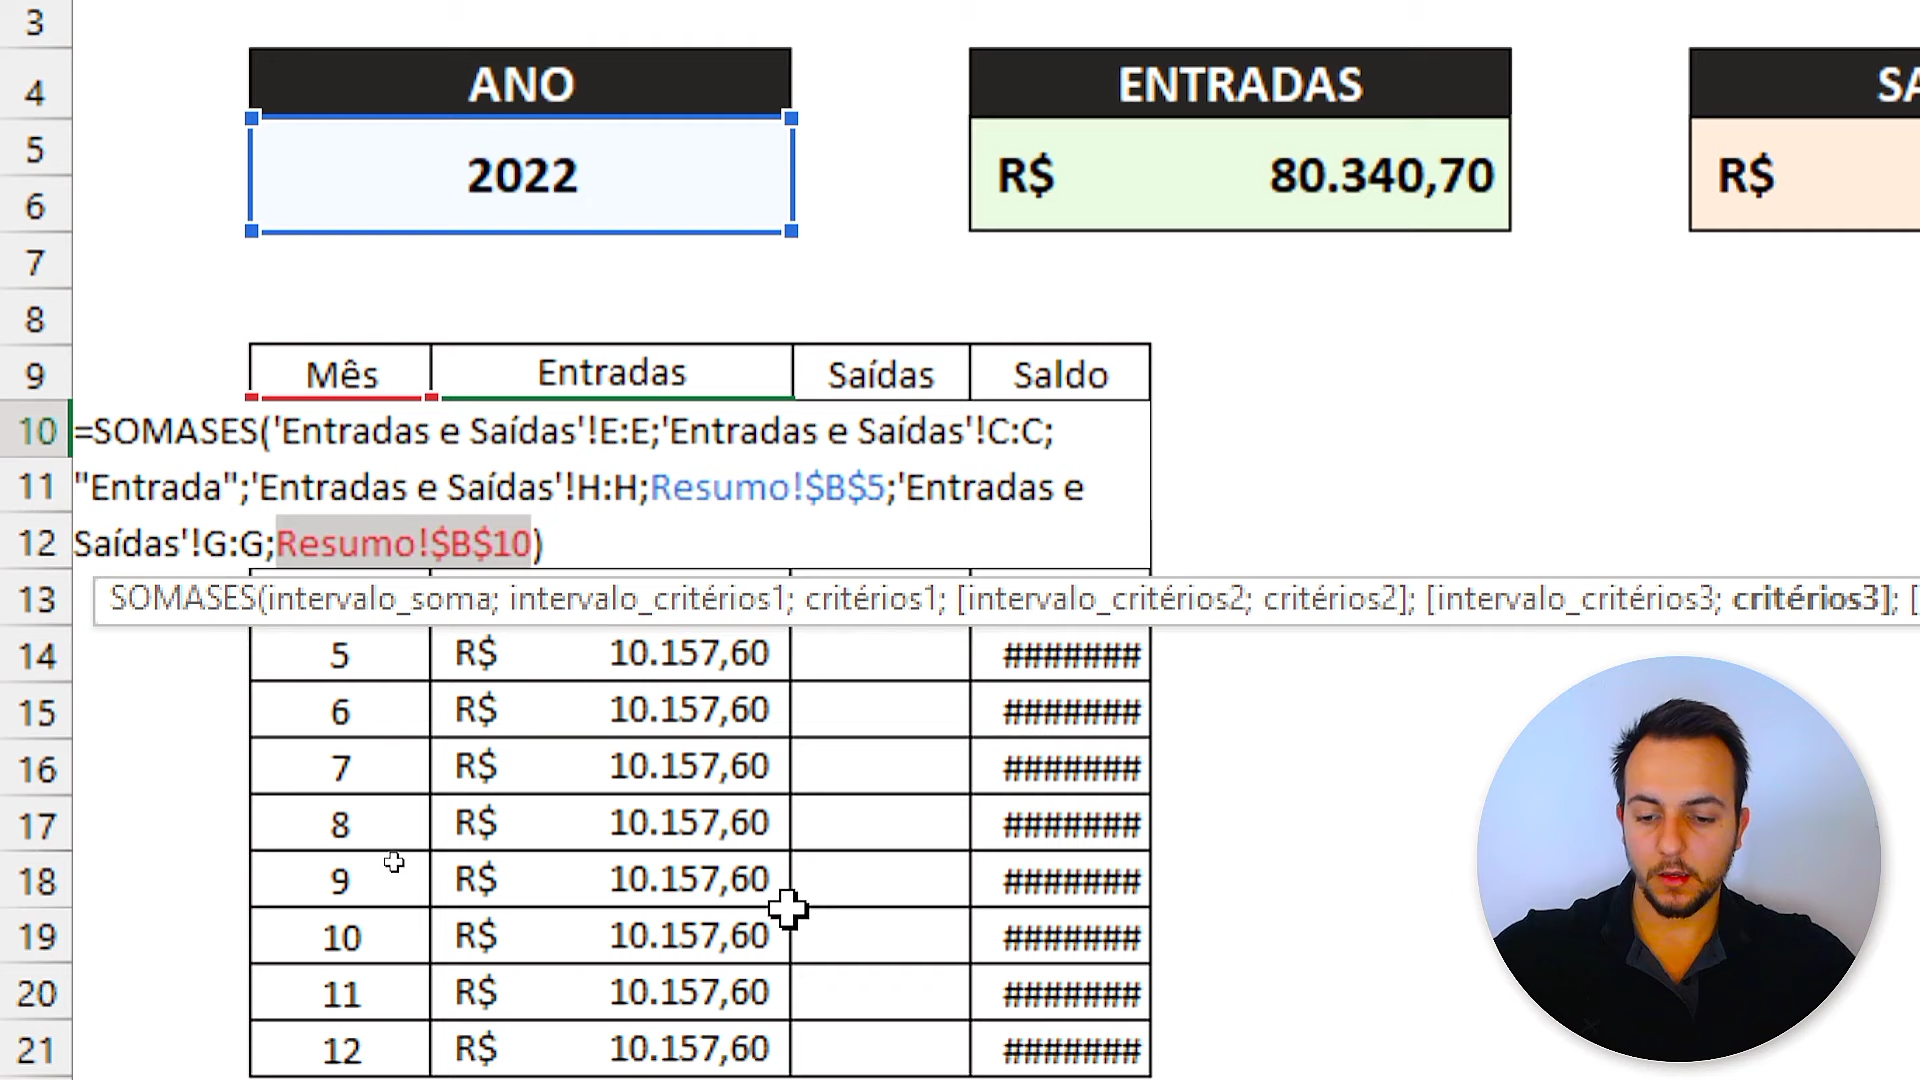 3
4 ANO ENTRADAS SA
5 2022 R$ 80.340,70 R$
6
7
8
9 Mês Entradas Saídas Saldo
10 =SOMASES('Entradas e Saídas'!E:E;'Entradas e Saídas'!C:C;
11 "Entrada";'Entradas e Saídas'!H:H;Resumo!$B$5;'Entradas e
12 Saídas'!G:G;Resumo!$B$10)
13 SOMASES(intervalo_soma; intervalo_critérios1; critérios1; [intervalo_critérios2; critérios2]; [intervalo_critérios3; critérios3]; [
14 5 R$ 10.157,60 #######
15 6 R$ 10.157,60 #######
16 7 R$ 10.157,60 #######
17 8 R$ 10.157,60 #######
18 9 R$ 10.157,60 #######
19 10 R$ 10.157,60 #######
20 11 R$ 10.157,60 #######
21 12 R$ 10.157,60 #######